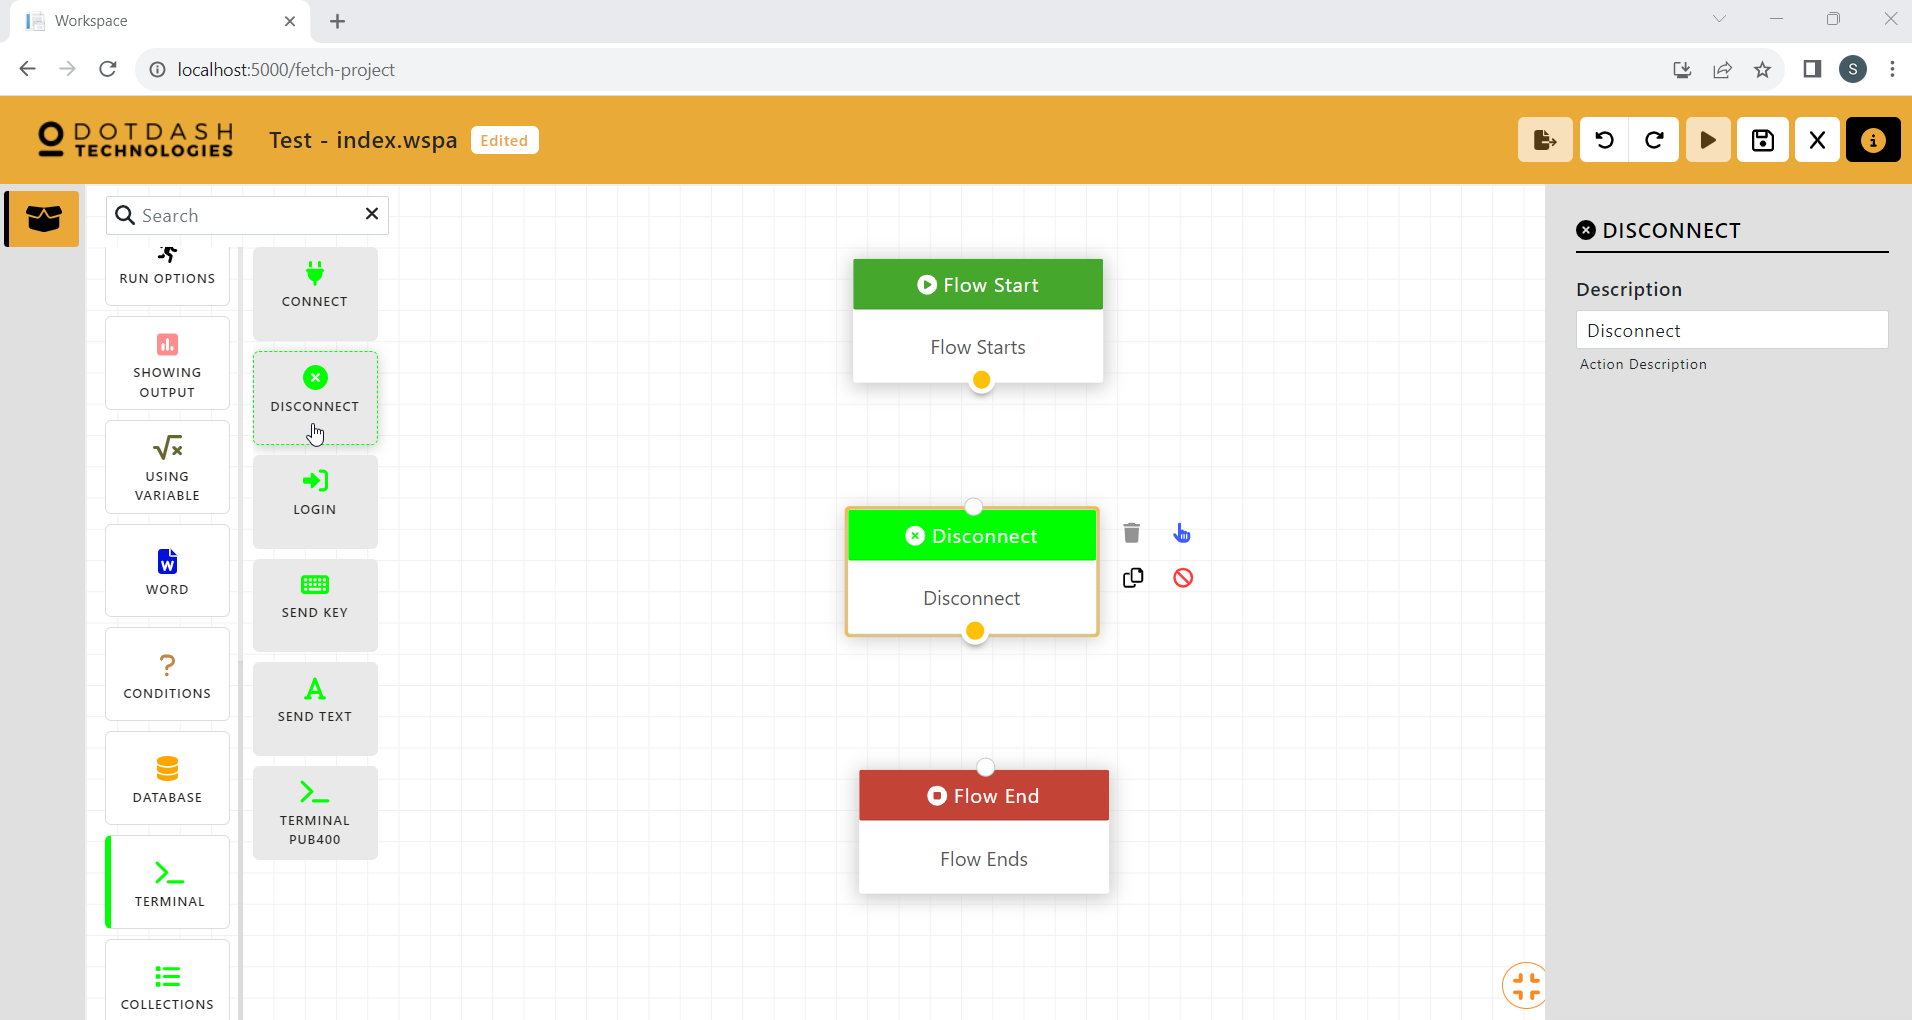 Workspace
localhost:5000/fetch-project
S
DOTDASH
TECHNOLOGIES
Test - index.wspa
Edited
Search
RUN OPTIONS
SHOWING
OUTPUT
USING
VARIABLE
W
WORD
CONDITIONS
DATABASE
TERMINAL
COLLECTIONS
CONNECT
DISCONNECT
LOGIN
SEND KEY
SEND TEXT
TERMINAL
PUB400
Flow Start
Flow Starts
Disconnect
Disconnect
Flow End
Flow Ends
DISCONNECT
Description
Disconnect
Action Description